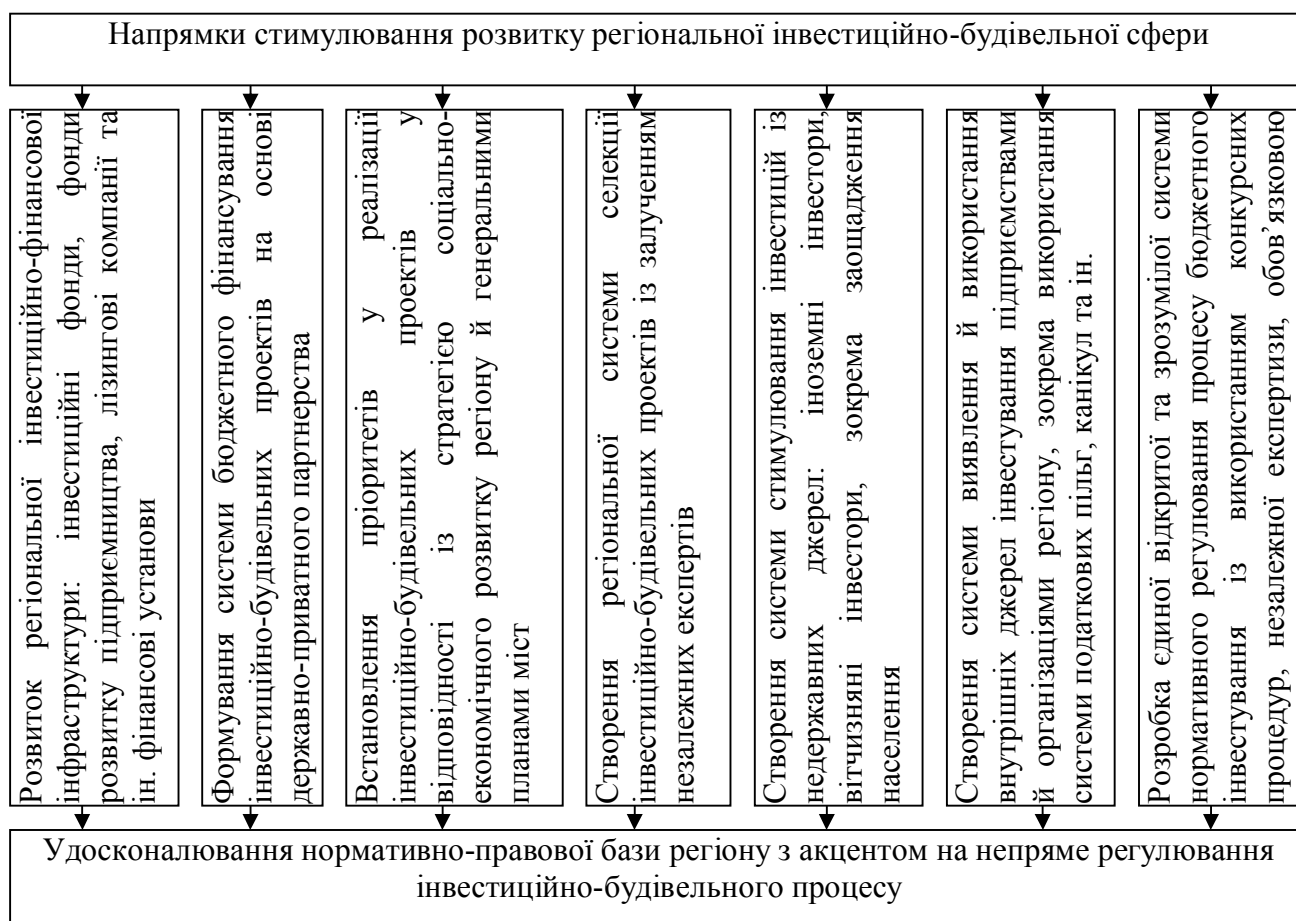 Напрямки стимулювання розвитку регіональної інвестиційно-будівельної сфери
Розвиток регіональної інвестиційно-фінансової
інфраструктури: інвестиційні фонди, фонди
розвитку підприємництва, лізингові компанії та
ін. фінансові установи
Формування системи бюджетного фінансування
інвестиційно-будівельних проектів на основі
державно-приватного партнерства
Встановлення пріоритетів у реалізації
інвестиційно-будівельних проектів у
відповідності із стратегією соціально-
економічного розвитку регіону й генеральними
планами міст
Створення регіональної системи селекції
інвестиційно-будівельних проектів із залученням
незалежних експертів
Створення системи стимулювання інвестицій із
недержавних джерел: іноземні інвестори,
вітчизняні інвестори, зокрема заощадження
населення
Створення системи виявлення й використання
внутрішніх джерел інвестування підприємствами
й організаціями регіону, зокрема використання
системи податкових пільг, канікул та ін.
Розробка єдиної відкритої та зрозумілої системи
нормативного регулювання процесу бюджетного
інвестування із використанням конкурсних
процедур, незалежної експертизи, обов’язковою
Удосконалювання нормативно-правової бази регіону з акцентом на непряме регулювання
інвестиційно-будівельного процесу